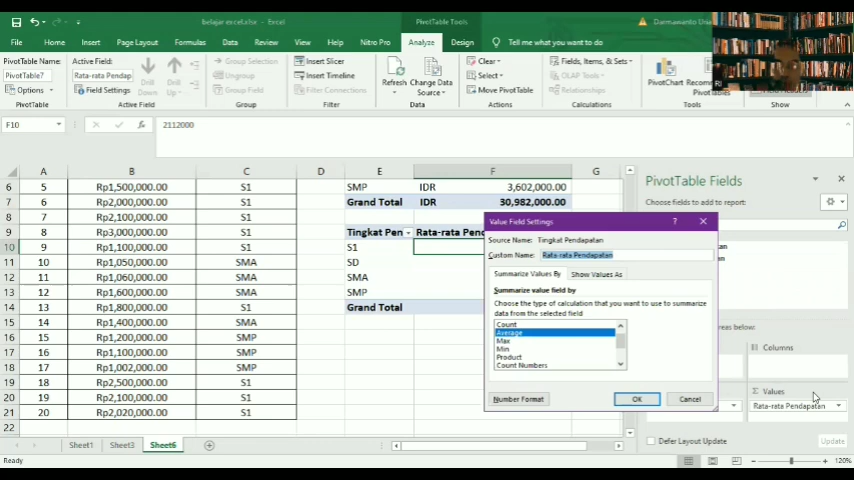 belajar excel.xlsx - Excel
PivotTable Tools
File Home Insert Page Layout Formulas Data Review View Help Nitro Pro Analyze Design Tell me what you want to do
PivotTable Name: Active Field: Group Selection Insert Slicer Clear Fields, Items, & Sets
PivotTable7 Rata-rata Pendap Drill Down Drill Up Ungroup Insert Timeline Refresh Change Data Source Select OLAP Tools PivotChart
Options Field Settings Group Field Filter Connections Move PivotTable Relationships
PivotTable Active Field Group Filter Data Actions Calculations Tools Show
F10 2112000
A B C D E F G
6 5 Rp1,500,000.00 S1 SMP IDR 3,602,000.00
7 6 Rp2,000,000.00 S1 Grand Total IDR 30,982,000.00
8 7 Rp2,100,000.00 S1
9 8 Rp3,000,000.00 S1 Tingkat Pen Rata-rata Penc
10 9 Rp1,100,000.00 S1 S1
11 10 Rp1,050,000.00 SMA SD
12 11 Rp1,060,000.00 SMA SMA
13 12 Rp1,600,000.00 SMA SMP
14 13 Rp1,800,000.00 S1 Grand Total
15 14 Rp1,400,000.00 SMA
16 15 Rp1,200,000.00 SMP
17 16 Rp1,100,000.00 SMP
18 17 Rp1,002,000.00 SMP
19 18 Rp2,500,000.00 S1
20 19 Rp2,100,000.00 S1
21 20 Rp2,020,000.00 S1
22
Value Field Settings ?
Source Name: Tingkat Pendapatan
Custom Name: Rata-rata Pendapatan
Summarize Values By Show Values As
Summarize value field by
Choose the type of calculation that you want to use to summarize
data from the selected field
Count
Average
Max
Min
Product
Count Numbers
Number Format OK Cancel
PivotTable Fields
Choose fields to add to report:
areas below:
Columns
Σ Values
Rata-rata Pendapatan
Defer Layout Update Update
Sheet1 Sheet3 Sheet6
Ready 120%